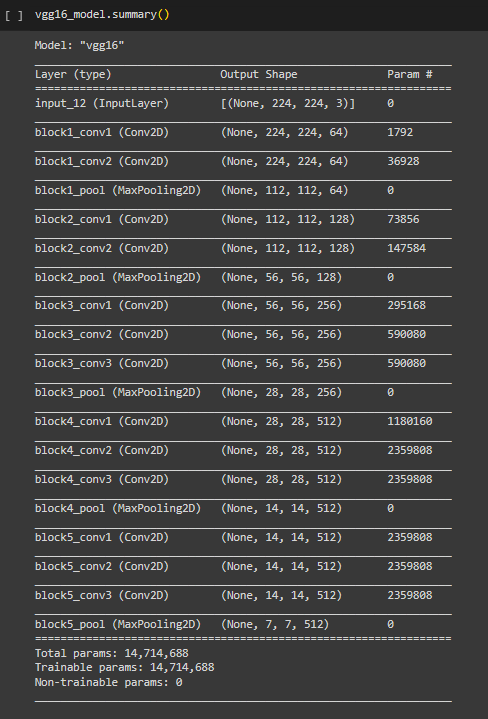 [ ] vgg16_model.summary()
Model: "vgg16"
Layer (type) Output Shape Param #
input_12 (InputLayer) [(None, 224, 224, 3)] 0
block1_conv1 (Conv2D) (None, 224, 224, 64) 1792
block1_conv2 (Conv2D) (None, 224, 224, 64) 36928
block1_pool (MaxPooling2D) (None, 112, 112, 64) 0
block2_conv1 (Conv2D) (None, 112, 112, 128) 73856
block2_conv2 (Conv2D) (None, 112, 112, 128) 147584
block2_pool (MaxPooling2D) (None, 56, 56, 128) 0
block3_conv1 (Conv2D) (None, 56, 56, 256) 295168
block3_conv2 (Conv2D) (None, 56, 56, 256) 590080
block3_conv3 (Conv2D) (None, 56, 56, 256) 590080
block3_pool (MaxPooling2D) (None, 28, 28, 256) 0
block4_conv1 (Conv2D) (None, 28, 28, 512) 1180160
block4_conv2 (Conv2D) (None, 28, 28, 512) 2359808
block4_conv3 (Conv2D) (None, 28, 28, 512) 2359808
block4_pool (MaxPooling2D) (None, 14, 14, 512) 0
block5_conv1 (Conv2D) (None, 14, 14, 512) 2359808
block5_conv2 (Conv2D) (None, 14, 14, 512) 2359808
block5_conv3 (Conv2D) (None, 14, 14, 512) 2359808
block5_pool (MaxPooling2D) (None, 7, 7, 512) 0
Total params: 14,714,688
Trainable params: 14,714,688
Non-trainable params: 0